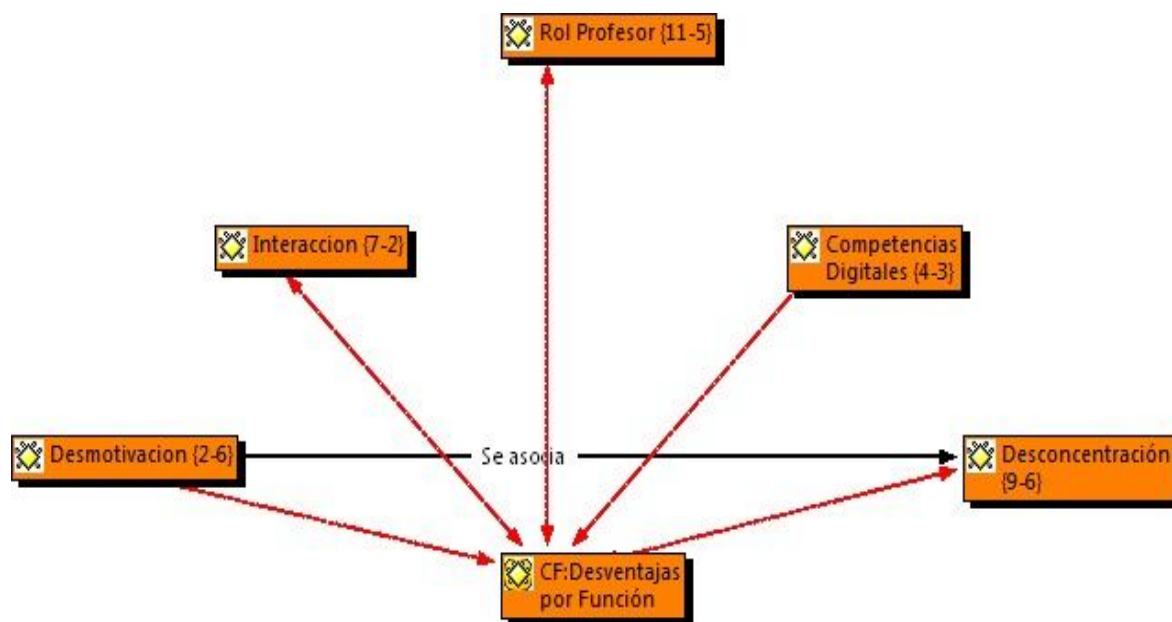 Rol Profesor {11-5}
Interaccion {7-2}
Competencias
Digitales {4-3}
Desmotivacion {2-6}
Se asocia
Desconcentración
{9-6}
CF:Desventajas
por Función